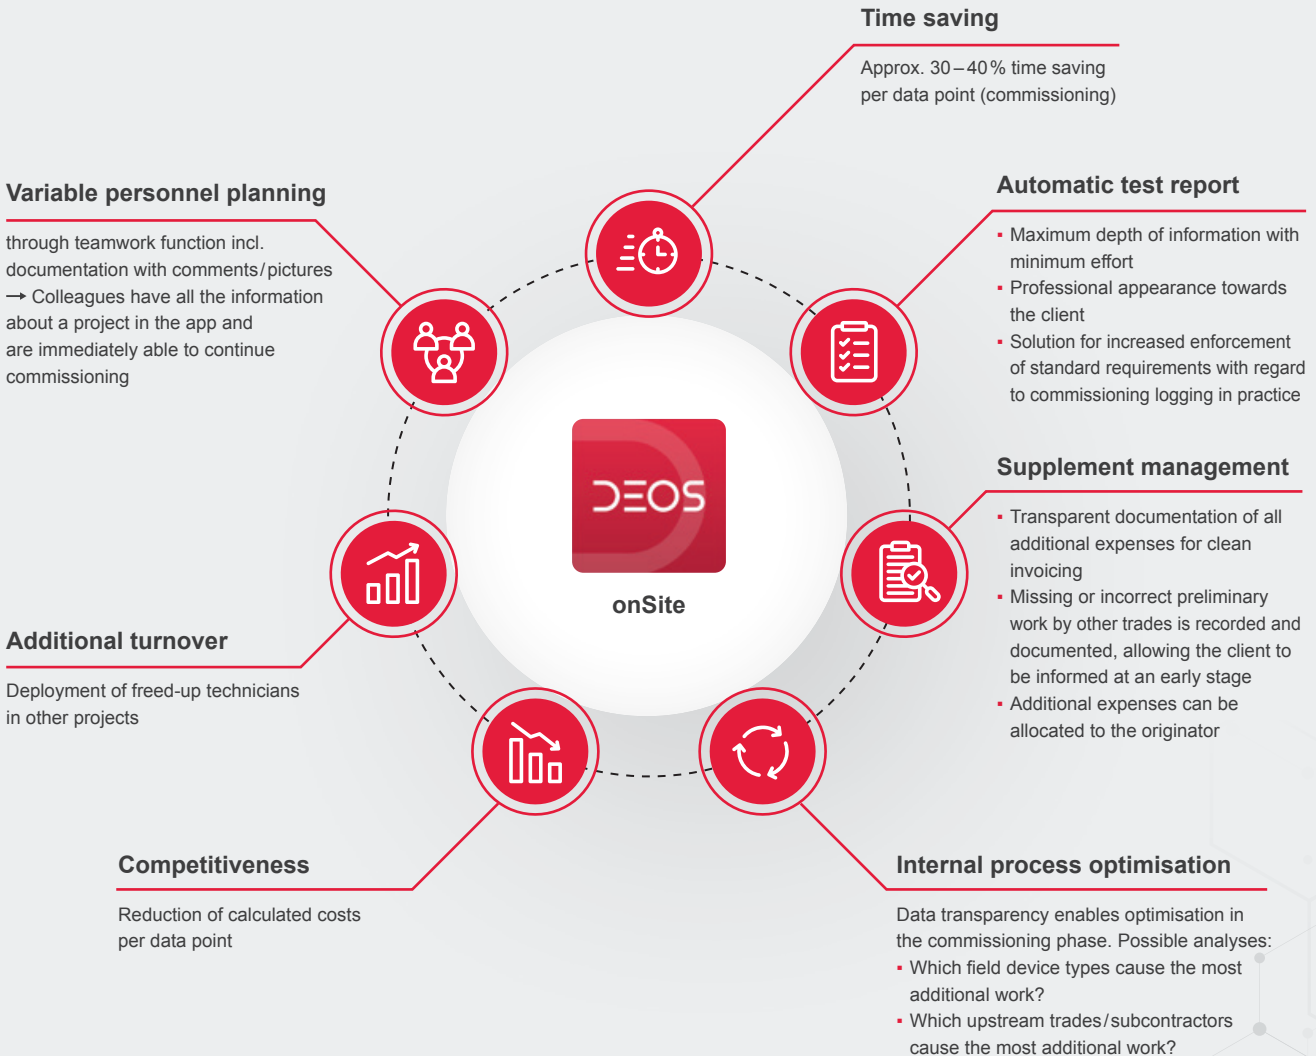 Time saving
Approx. 30–40% time saving
per data point (commissioning)
Automatic test report
▪ Maximum depth of information with
minimum effort
▪ Professional appearance towards
the client
▪ Solution for increased enforcement
of standard requirements with regard
to commissioning logging in practice
Supplement management
▪ Transparent documentation of all
additional expenses for clean
invoicing
▪ Missing or incorrect preliminary
work by other trades is recorded and
documented, allowing the client to
be informed at an early stage
▪ Additional expenses can be
allocated to the originator
Internal process optimisation
Data transparency enables optimisation in
the commissioning phase. Possible analyses:
▪ Which field device types cause the most
additional work?
▪ Which upstream trades/subcontractors
cause the most additional work?
Competitiveness
Reduction of calculated costs
per data point
Additional turnover
Deployment of freed-up technicians
in other projects
Variable personnel planning
through teamwork function incl.
documentation with comments/pictures
→ Colleagues have all the information
about a project in the app and
are immediately able to continue
commissioning
DEOS
onSite